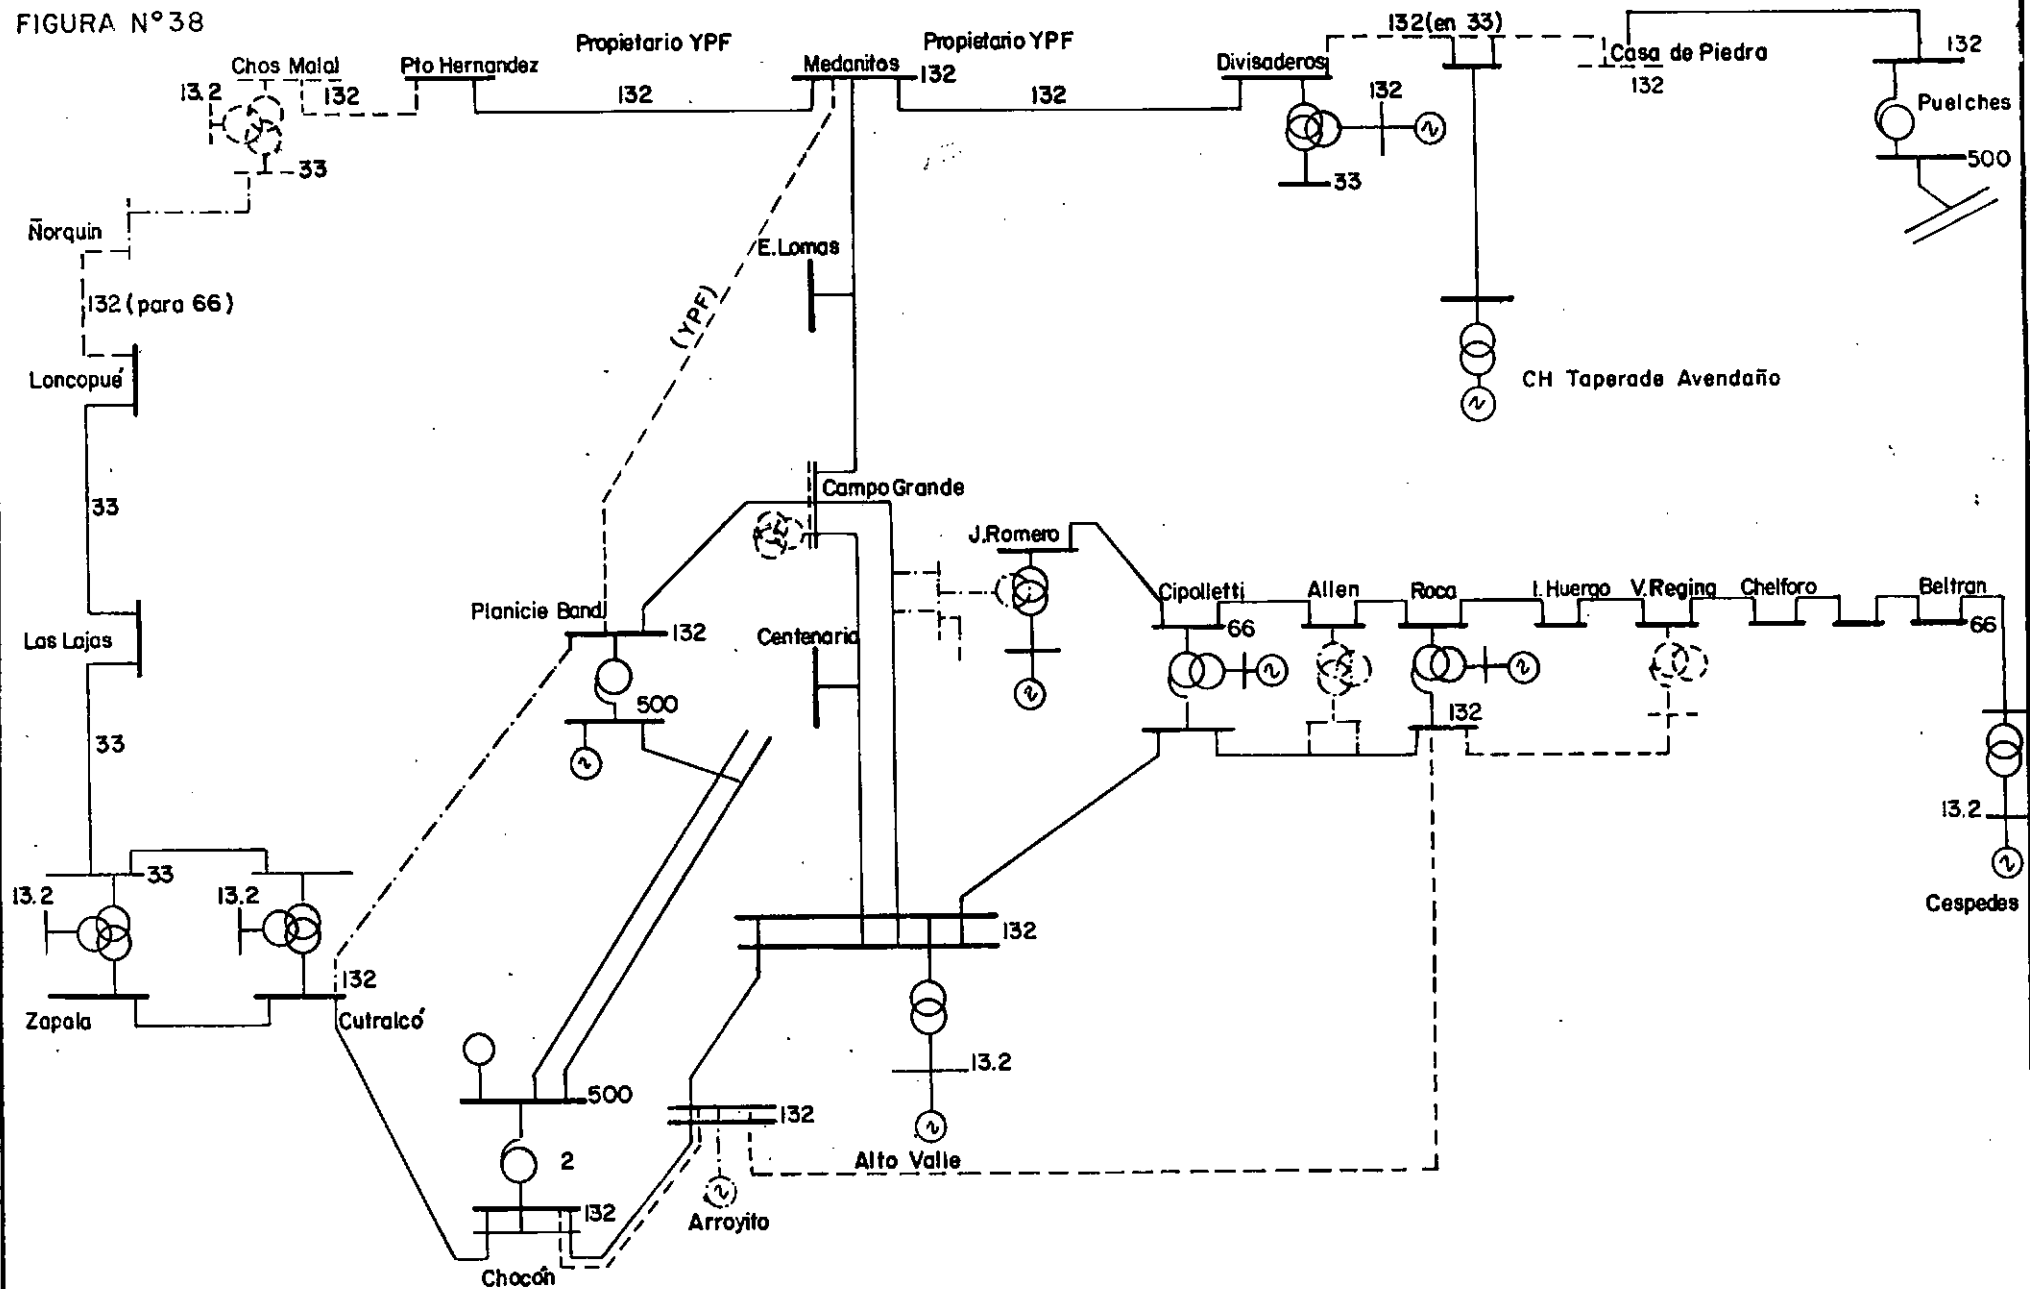 FIGURA N°38
Propietario YPF
Propietario YPF
132(en 33)
Chos Malal
Pto Hernandez
Medanitos
132
Divisaderos
Casa de Piedra
132
13.2
132
132
132
132
132
Puelches
33
33
500
Ñorquin
E.Lomas
132 (para 66)
(YPF)
Loncopué
CH Taperade Avendaño
33
Campo Grande
J.Romero
Cipolletti
Allen
Roca
I.Huergo
V.Regina
Chelforo
Beltran
Planicie Band.
132
Centenario
66
66
Las Lajas
500
132
33
13.2
33
13.2
13.2
Cespedes
132
132
Zapala
Cutralcó
13.2
500
132
2
Alto Valle
132
Arroyito
Chocón